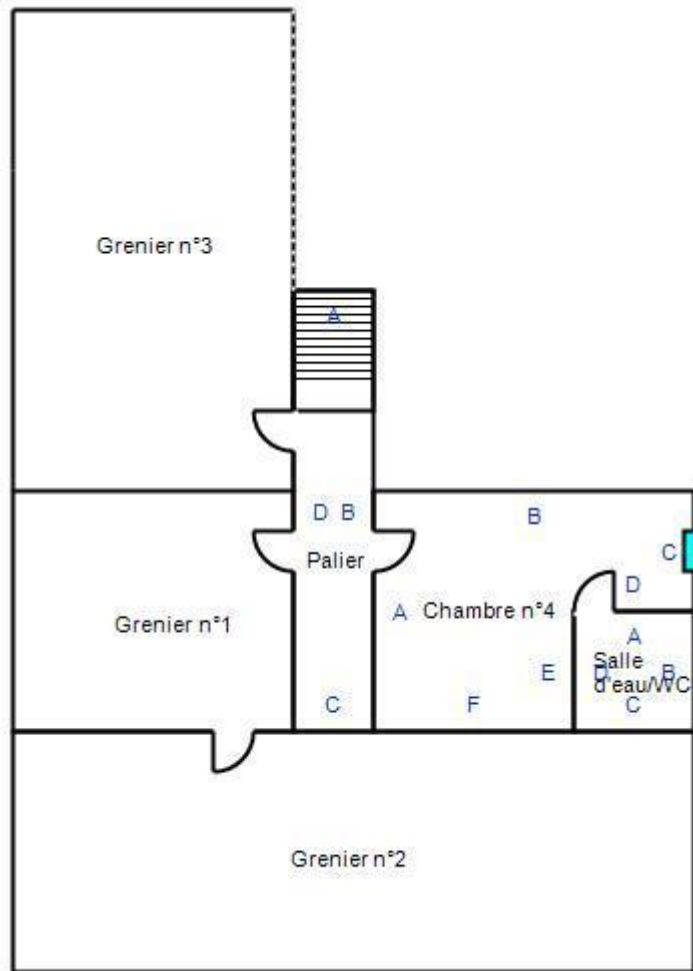 Grenier n°3
A
D B
B
Palier
C
D
A
Chambre n°4
Grenier n°1
A
Salle
d'eau/WC
E
D
B
C
F
C
Grenier n°2